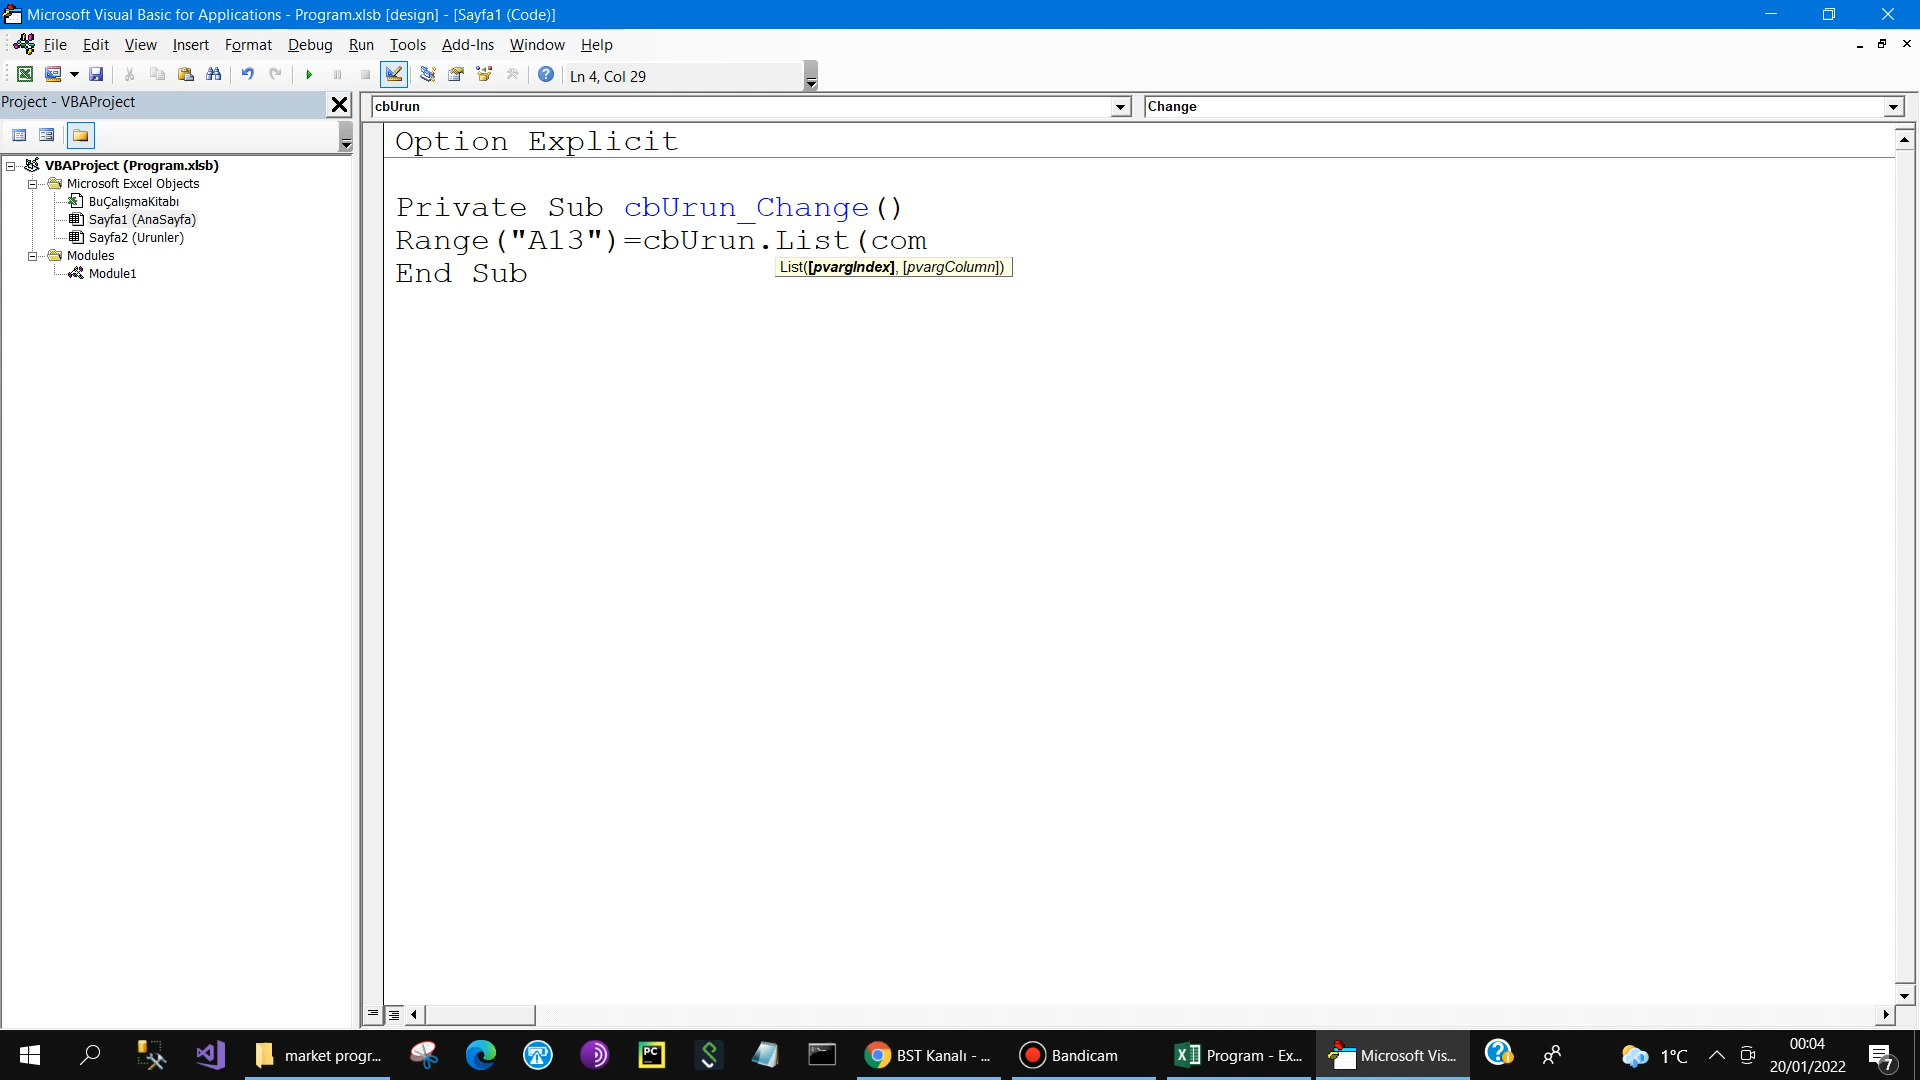 Microsoft Visual Basic for Applications - Program.xlsb [design] - [Sayfa1 (Code)]
File Edit View Insert Format Debug Run Tools Add-Ins Window Help
Ln 4, Col 29
Project - VBAProject
cbUrun
Change
VBAProject (Program.xlsb)
Microsoft Excel Objects
BuÇalışmaKitabı
Sayfa1 (AnaSayfa)
Sayfa2 (Urunler)
Modules
Module1
Option Explicit
Private Sub cbUrun_Change()
Range("A13")=cbUrun.List(com
List([pvargIndex], [pvargColumn])
End Sub
market progr...
PC
BST Kanalı - ...
Bandicam
Program - Ex...
Microsoft Vis...
1°C
00:04
20/01/2022
7